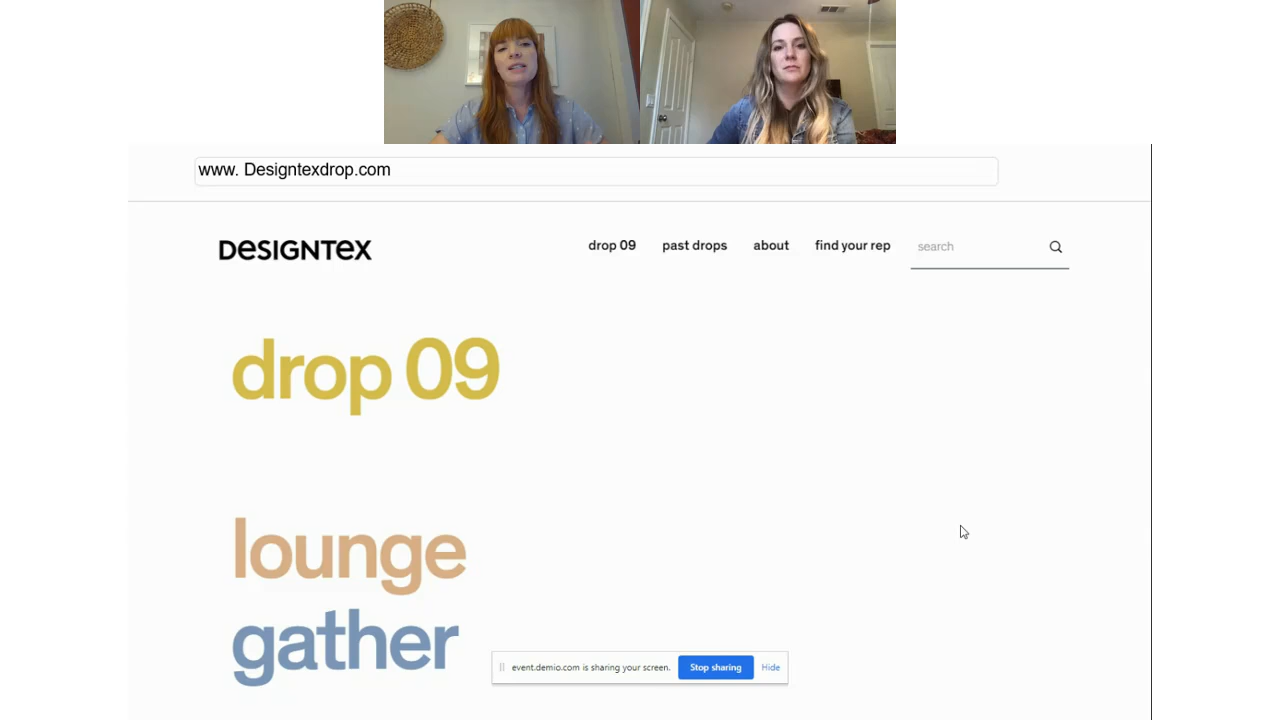 www. Designtexdrop.com
DESIGNTEX
drop 09
past drops
about
find your rep
search
drop 09
lounge
gather
event.demio.com is sharing your screen.
Stop sharing
Hide